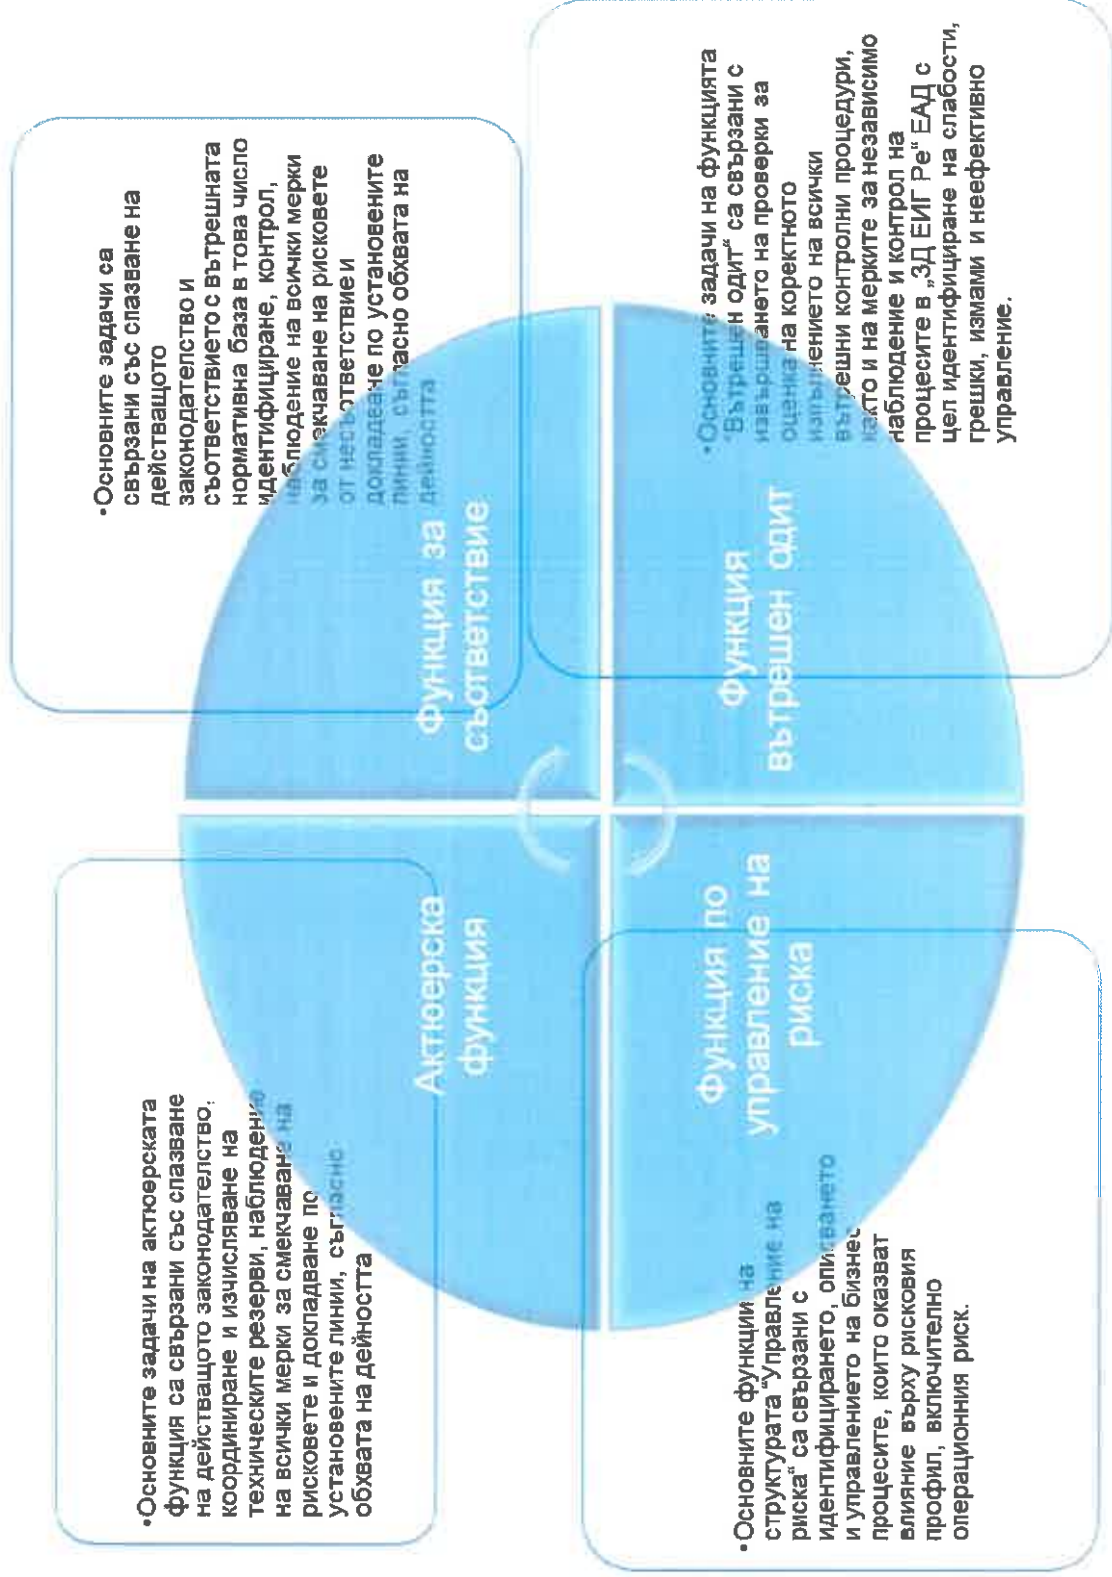 •Основните задачи на актюерската
функция са свързани със спазване
на действащото законодателство,
координиране и изчисляване на
техническите резерви, наблюдение
на всички мерки за смекчаване на
рисковете и докладване по
установените линии, съгласно
обхвата на дейността
Актюерска
функция
•Основните задачи са
свързани със спазване на
действащото
законодателство и
съответствието с вътрешната
нормативна база в това число
идентифициране, контрол,
наблюдение на всички мерки
за смекчаване на рисковете
от несъответствие и
докладване по установените
линии, съгласно обхвата на
дейността
Функция за
съответствие
•Основните функции на
структурата "Управление на
риска“ са свързани с
идентифицирането, описването
и управлението на бизнес
процесите, които оказват
влияние върху рисковия
профил, включително
операционния риск.
Функция по
управление на
риска
•Основните задачи на функцията
"Вътрешен одит“ са свързани с
извършването на проверки за
оценка на коректното
изпълнението на всички
вътрешни контролни процедури,
както и на мерките за независимо
наблюдение и контрол на
процесите в „ЗД ЕИГ Ре“ ЕАД с
цел идентифициране на слабости,
грешки, измами и неефективно
управление.
Функция
вътрешен одит